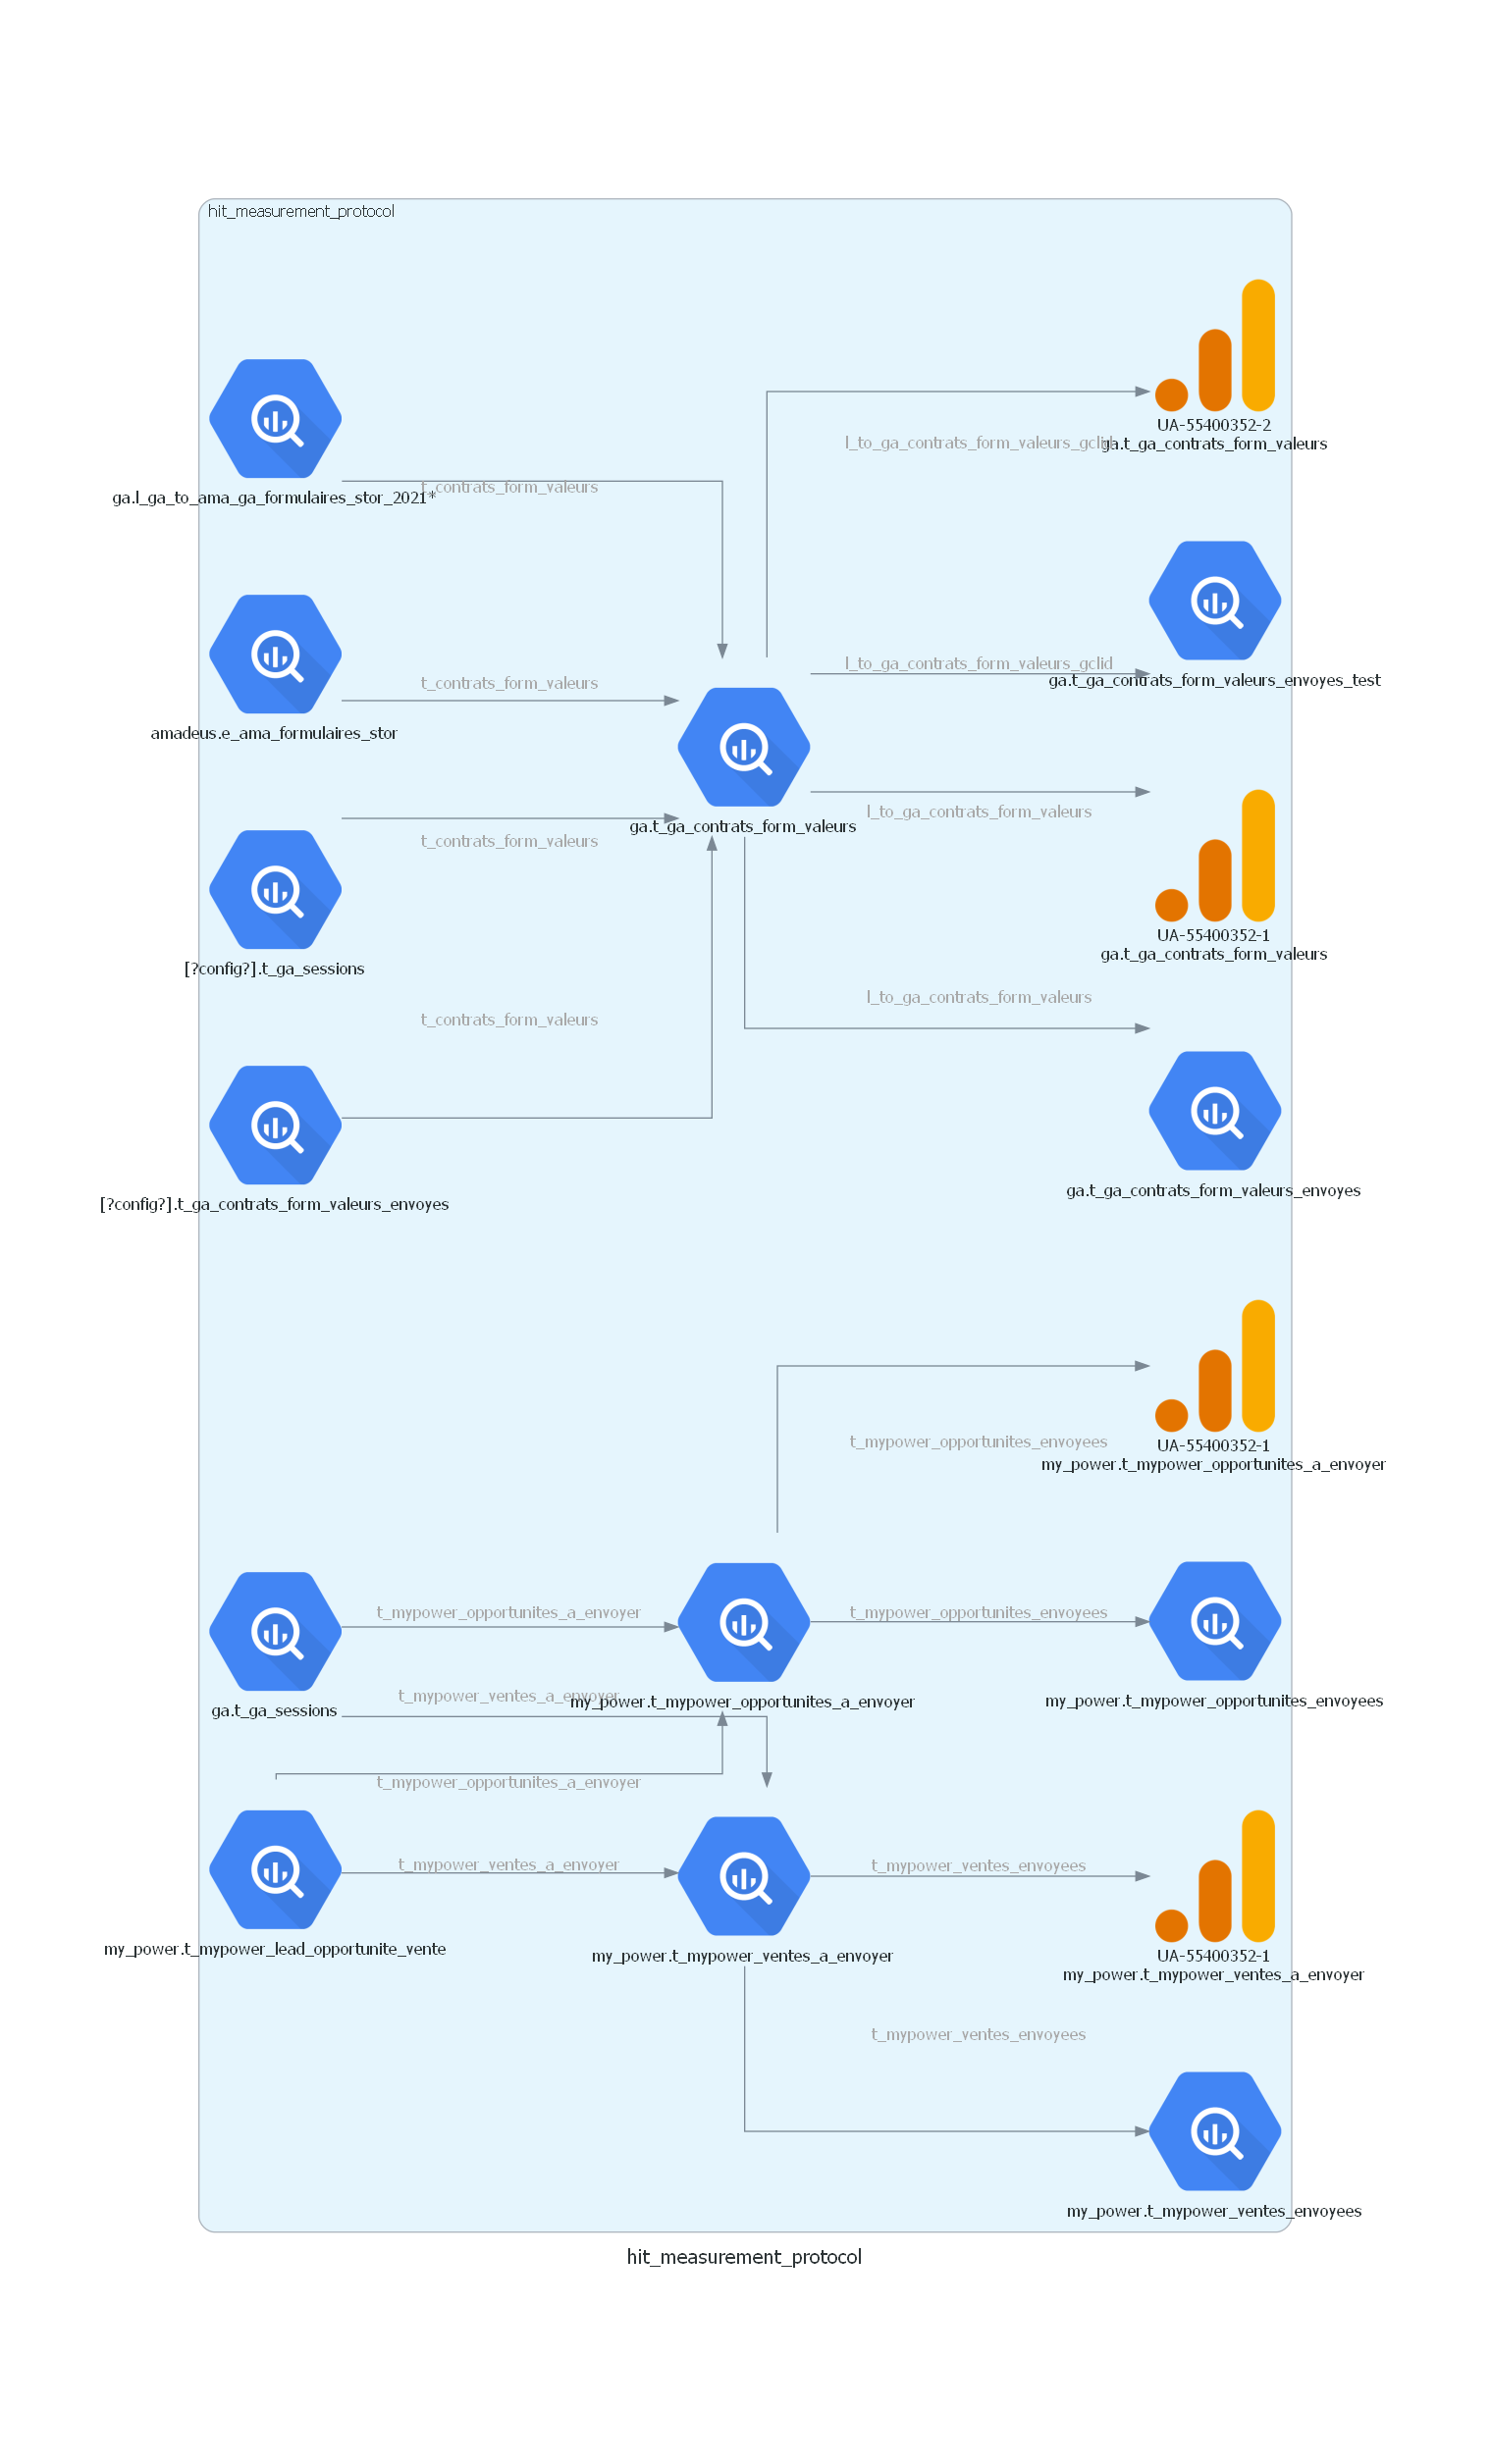 hit_measurement_protocol
UA-55400352-2
ga.t_ga_contrats_form_valeurs
l_to_ga_contrats_form_valeurs_gclid
t_contrats_form_valeurs
ga.l_ga_to_ama_ga_formulaires_stor_2021*
l_to_ga_contrats_form_valeurs_gclid
ga.t_ga_contrats_form_valeurs_envoyes_test
t_contrats_form_valeurs
amadeus.e_ama_formulaires_stor
l_to_ga_contrats_form_valeurs
ga.t_ga_contrats_form_valeurs
t_contrats_form_valeurs
UA-55400352-1
ga.t_ga_contrats_form_valeurs
[?config?].t_ga_sessions
l_to_ga_contrats_form_valeurs
t_contrats_form_valeurs
ga.t_ga_contrats_form_valeurs_envoyes
[?config?].t_ga_contrats_form_valeurs_envoyes
t_mypower_opportunites_envoyees
UA-55400352-1
my_power.t_mypower_opportunites_a_envoyer
t_mypower_opportunites_a_envoyer
t_mypower_opportunites_envoyees
t_mypower_ventes_a_envoyer
my_power.t_mypower_opportunites_a_envoyer
my_power.t_mypower_opportunites_envoyees
ga.t_ga_sessions
t_mypower_opportunites_a_envoyer
t_mypower_ventes_a_envoyer
t_mypower_ventes_envoyees
my_power.t_mypower_lead_opportunite_vente
my_power.t_mypower_ventes_a_envoyer
UA-55400352-1
my_power.t_mypower_ventes_a_envoyer
t_mypower_ventes_envoyees
my_power.t_mypower_ventes_envoyees
hit_measurement_protocol